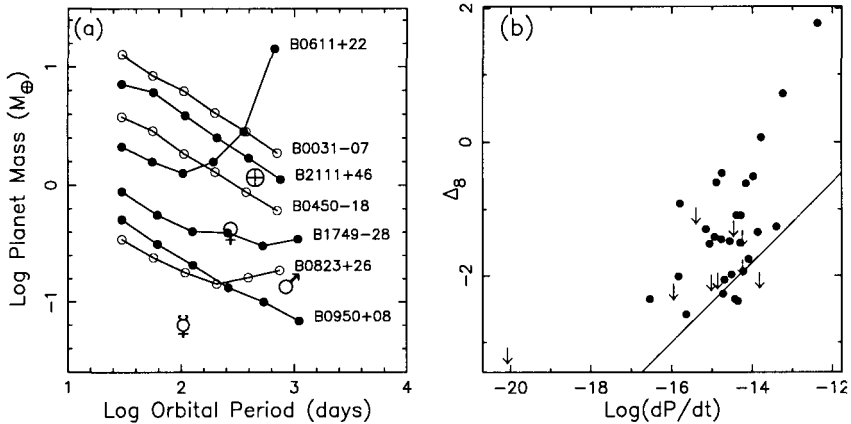 (a)
Log Planet Mass (M⊕)
1
0
−1
1
2
3
4
Log Orbital Period (days)
B0611+22
B0031−07
B2111+46
B0450−18
B1749−28
B0823+26
B0950+08
⊕
♀
♂
☿
(b)
Δ8
2
0
−2
−20
−18
−16
−14
−12
Log(dP/dt)